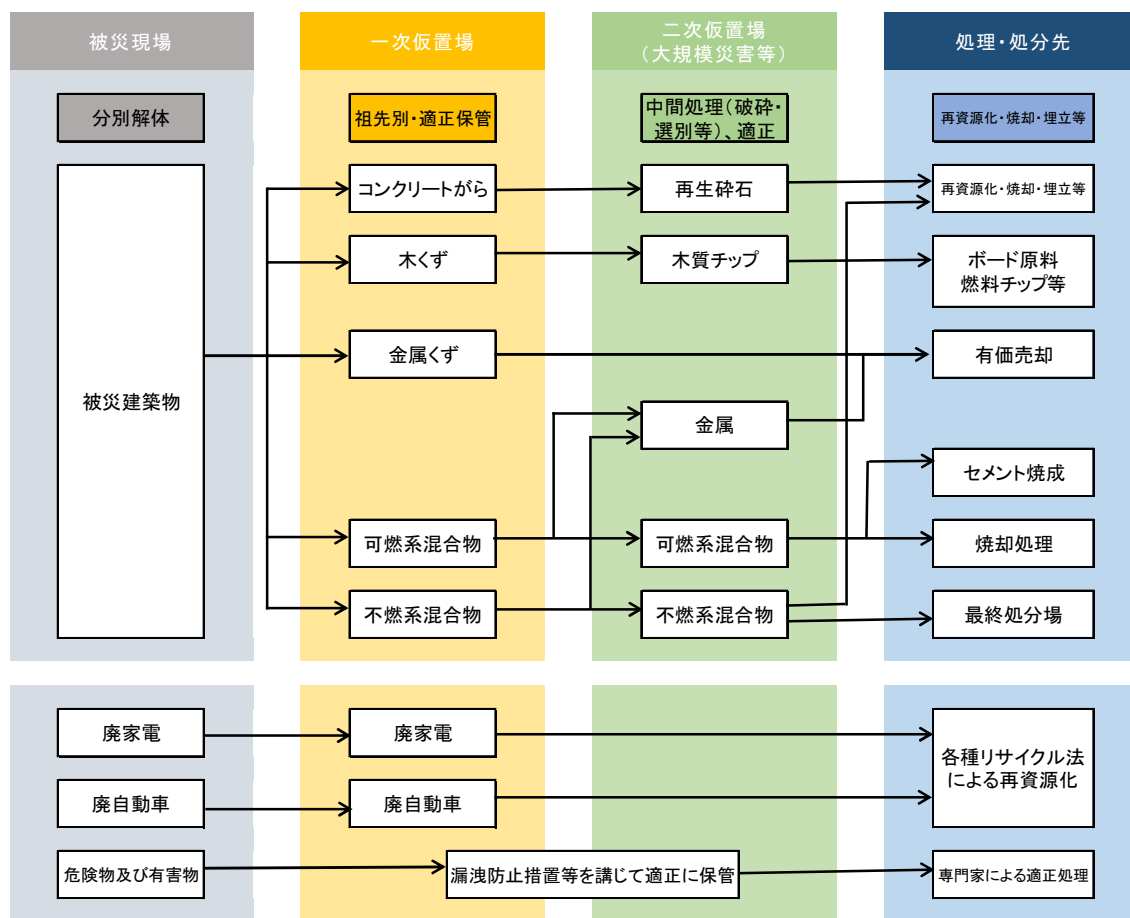 被災現場
一次仮置場
二次仮置場
(大規模災害等)
処理・処分先
分別解体
祖先別・適正保管
中間処理(破砕・
選別等)、適正
再資源化・焼却・埋立等
被災建築物
コンクリートがら
再生砕石
再資源化・焼却・埋立等
木くず
木質チップ
ボード原料
燃料チップ等
金属くず
有価売却
金属
セメント焼成
可燃系混合物
可燃系混合物
焼却処理
不燃系混合物
不燃系混合物
最終処分場
廃家電
廃家電
各種リサイクル法
による再資源化
廃自動車
廃自動車
危険物及び有害物
漏洩防止措置等を講じて適正に保管
専門家による適正処理